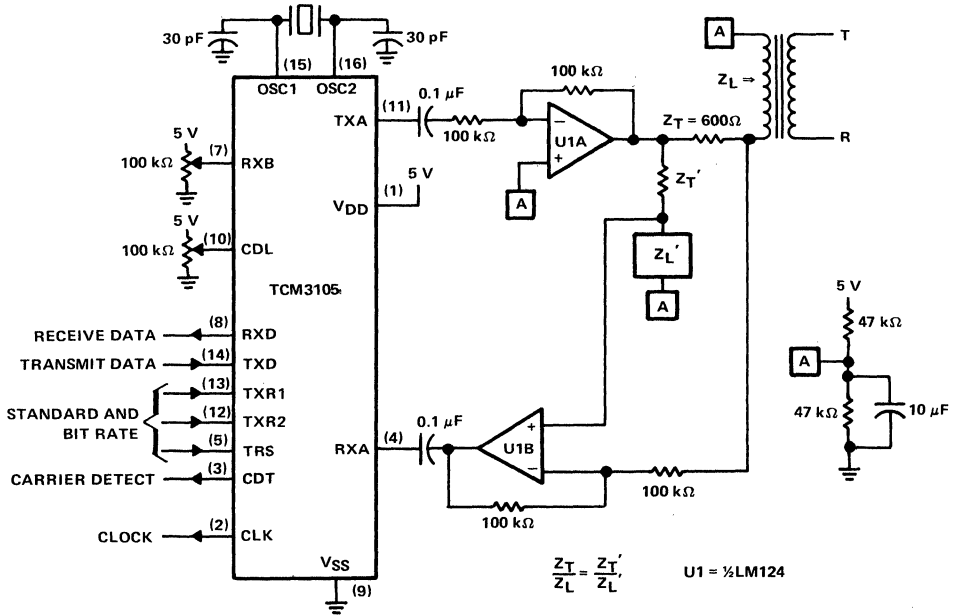 30 pF
30 pF
(15)
(16)
OSC1 OSC2
TXA
(11)
0.1 μF
100 kΩ
100 kΩ
−
+
U1A
A
Z_T = 600Ω
A
Z_L ⇒
T
R
5 V
100 kΩ
(7)
RXB
V_DD
(1)
5 V
Z_T'
5 V
100 kΩ
(10)
CDL
Z_L'
A
TCM3105
5 V
47 kΩ
A
47 kΩ
10 μF
RECEIVE DATA
(8)
RXD
TRANSMIT DATA
(14)
TXD
(13)
TXR1
STANDARD AND
BIT RATE
(12)
TXR2
(5)
TRS
CARRIER DETECT
(3)
CDT
CLOCK
(2)
CLK
RXA
(4)
0.1 μF
U1B
+
−
100 kΩ
100 kΩ
V_SS
(9)
Z_T/Z_L = Z_T'/Z_L'
U1 = ½LM124